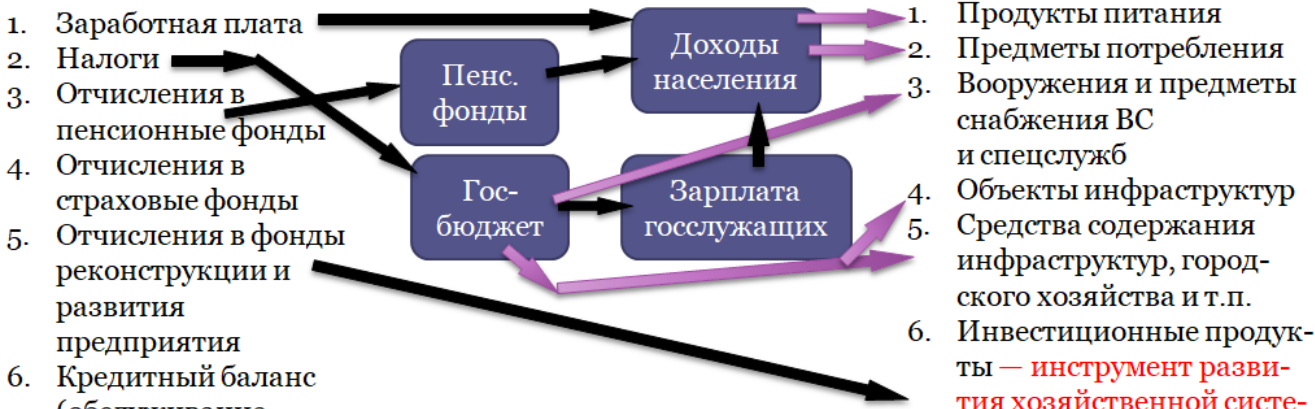 1. Заработная плата
2. Налоги
3. Отчисления в
пенсионные фонды
4. Отчисления в
страховые фонды
5. Отчисления в фонды
реконструкции и
развития
предприятия
6. Кредитный баланс
Пенс.
фонды
Гос-
бюджет
Доходы
населения
Зарплата
госслужащих
1. Продукты питания
2. Предметы потребления
3. Вооружения и предметы
снабжения ВС
и спецслужб
4. Объекты инфраструктур
5. Средства содержания
инфраструктур, город-
ского хозяйства и т.п.
6. Инвестиционные продук-
ты — инструмент разви-
тия хозяйственной систе-